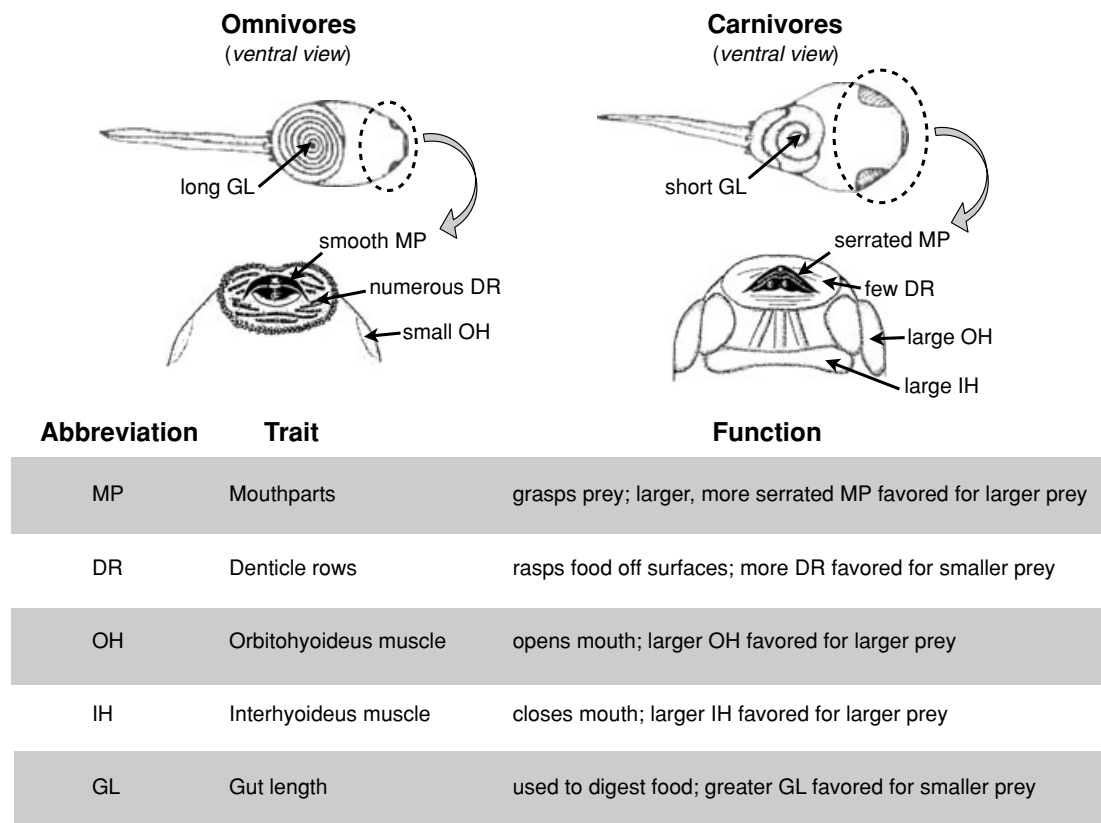 Omnivores
(ventral view)
long GL
smooth MP
numerous DR
small OH
Carnivores
(ventral view)
short GL
serrated MP
few DR
large OH
large IH
Abbreviation Trait Function
MP Mouthparts grasps prey; larger, more serrated MP favored for larger prey
DR Denticle rows rasps food off surfaces; more DR favored for smaller prey
OH Orbitohyoideus muscle opens mouth; larger OH favored for larger prey
IH Interhyoideus muscle closes mouth; larger IH favored for larger prey
GL Gut length used to digest food; greater GL favored for smaller prey